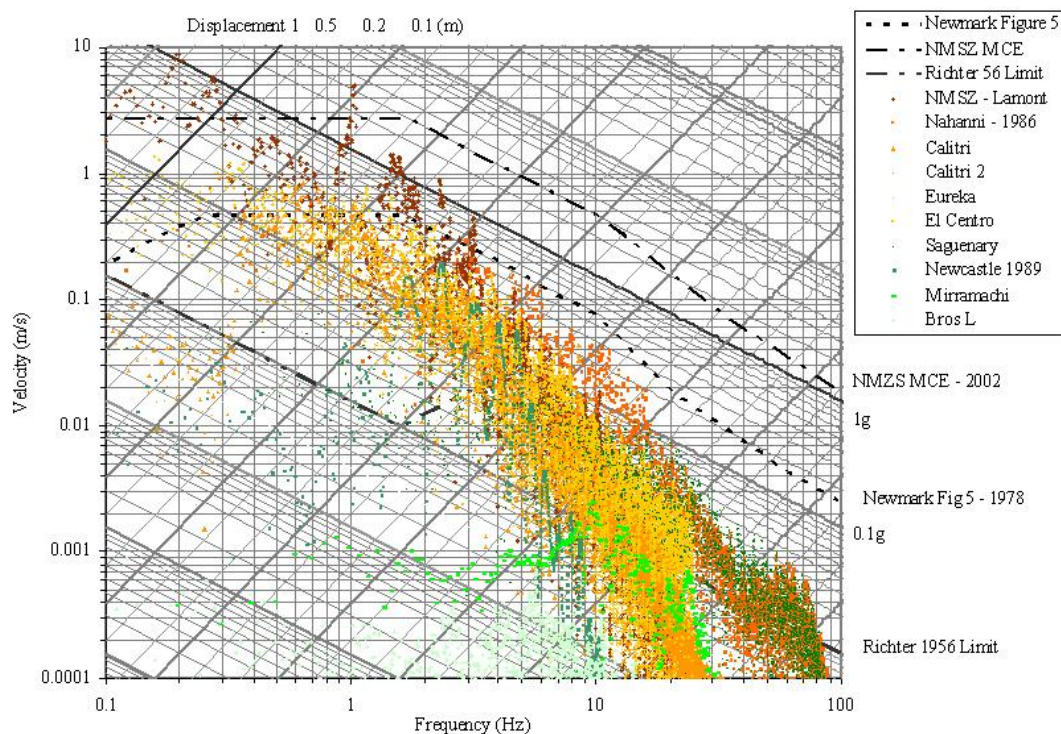 Displacement 1 0.5 0.2 0.1 (m)
10
1
0.1
0.01
0.001
0.0001
Velocity (m/s)
0.1 1 10 100
Frequency (Hz)
Newmark Figure 5
NMSZ MCE
Richter 56 Limit
NMSZ - Lamont
Nahanni - 1986
Calitri
Calitri 2
Eureka
El Centro
Saguenary
Newcastle 1989
Mirramachi
Bros L
NMZS MCE - 2002
1g
Newmark Fig 5 - 1978
0.1g
Richter 1956 Limit